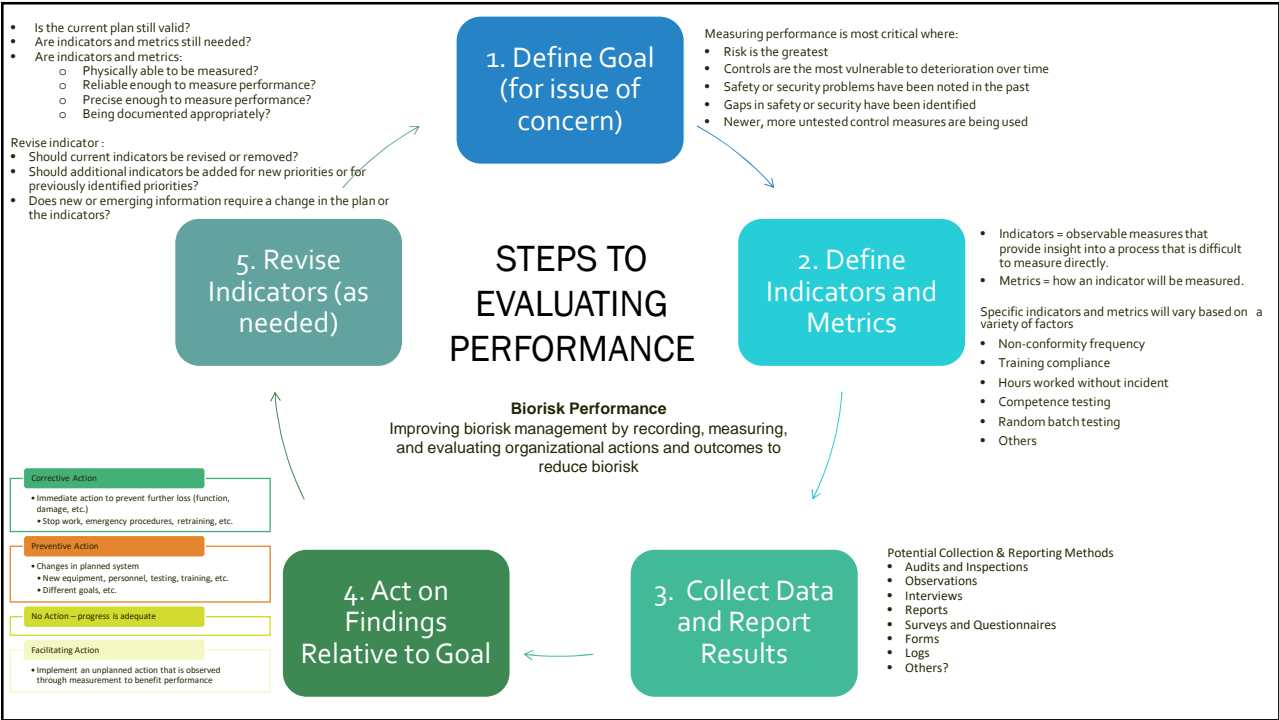 • Is the current plan still valid?
• Are indicators and metrics still needed?
• Are indicators and metrics:
o Physically able to be measured?
o Reliable enough to measure performance?
o Precise enough to measure performance?
o Being documented appropriately?
Revise indicator :
• Should current indicators be revised or removed?
• Should additional indicators be added for new priorities or for
previously identified priorities?
• Does new or emerging information require a change in the plan or
the indicators?
1. Define Goal
(for issue of
concern)
Measuring performance is most critical where:
• Risk is the greatest
• Controls are the most vulnerable to deterioration over time
• Safety or security problems have been noted in the past
• Gaps in safety or security have been identified
• Newer, more untested control measures are being used
5. Revise
Indicators (as
needed)
STEPS TO
EVALUATING
PERFORMANCE
2. Define
Indicators and
Metrics
• Indicators = observable measures that
provide insight into a process that is difficult
to measure directly.
• Metrics = how an indicator will be measured.
Specific indicators and metrics will vary based on a
variety of factors
• Non-conformity frequency
• Training compliance
• Hours worked without incident
• Competence testing
• Random batch testing
• Others
Biorisk Performance
Improving biorisk management by recording, measuring,
and evaluating organizational actions and outcomes to
reduce biorisk
Corrective Action
• Immediate action to prevent further loss (function,
damage, etc.)
• Stop work, emergency procedures, retraining, etc.
Preventive Action
• Changes in planned system
• New equipment, personnel, testing, training, etc.
• Different goals, etc.
No Action – progress is adequate
Facilitating Action
• Implement an unplanned action that is observed
through measurement to benefit performance
4. Act on
Findings
Relative to Goal
3. Collect Data
and Report
Results
Potential Collection & Reporting Methods
• Audits and Inspections
• Observations
• Interviews
• Reports
• Surveys and Questionnaires
• Forms
• Logs
• Others?